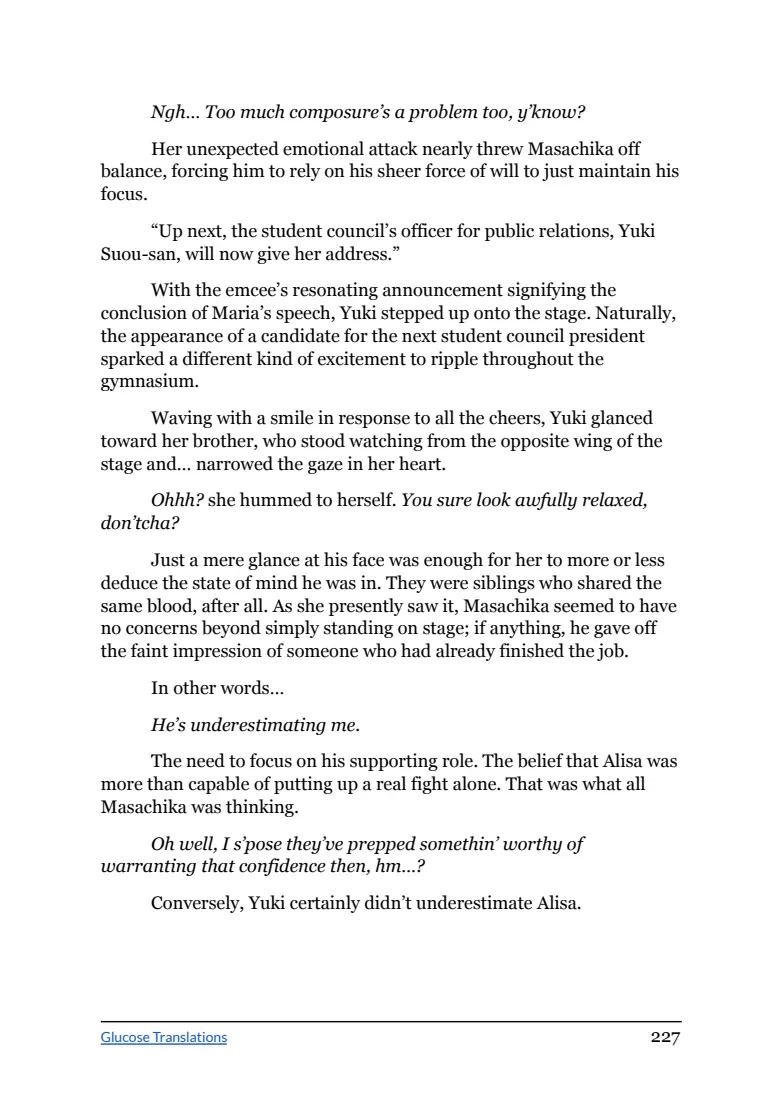 Ngh... Too much composure’s a problem too, y’know?
Her unexpected emotional attack nearly threw Masachika off
balance, forcing him to rely on his sheer force of will to just maintain his
focus.
“Up next, the student council’s officer for public relations, Yuki
Suou-san, will now give her address.”
With the emcee’s resonating announcement signifying the
conclusion of Maria’s speech, Yuki stepped up onto the stage. Naturally,
the appearance of a candidate for the next student council president
sparked a different kind of excitement to ripple throughout the
gymnasium.
Waving with a smile in response to all the cheers, Yuki glanced
toward her brother, who stood watching from the opposite wing of the
stage and... narrowed the gaze in her heart.
Ohhh? she hummed to herself. You sure look awfully relaxed,
don’tcha?
Just a mere glance at his face was enough for her to more or less
deduce the state of mind he was in. They were siblings who shared the
same blood, after all. As she presently saw it, Masachika seemed to have
no concerns beyond simply standing on stage; if anything, he gave off
the faint impression of someone who had already finished the job.
In other words...
He’s underestimating me.
The need to focus on his supporting role. The belief that Alisa was
more than capable of putting up a real fight alone. That was what all
Masachika was thinking.
Oh well, I s’pose they’ve prepped somethin’ worthy of
warranting that confidence then, hm...?
Conversely, Yuki certainly didn’t underestimate Alisa.
Glucose Translations
227